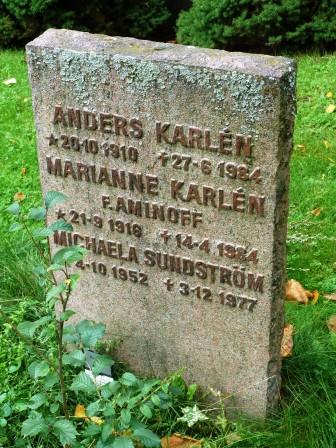 ANDERS KARLÉN
★20·10 1910 ✝27-6 1984
MARIANNE KARLÉN
F. AMINOFF
★21-9 1916 ✝14-4 1984
MICHAELA SUNDSTRÖM
4-10 1952 ✝3-12 1977